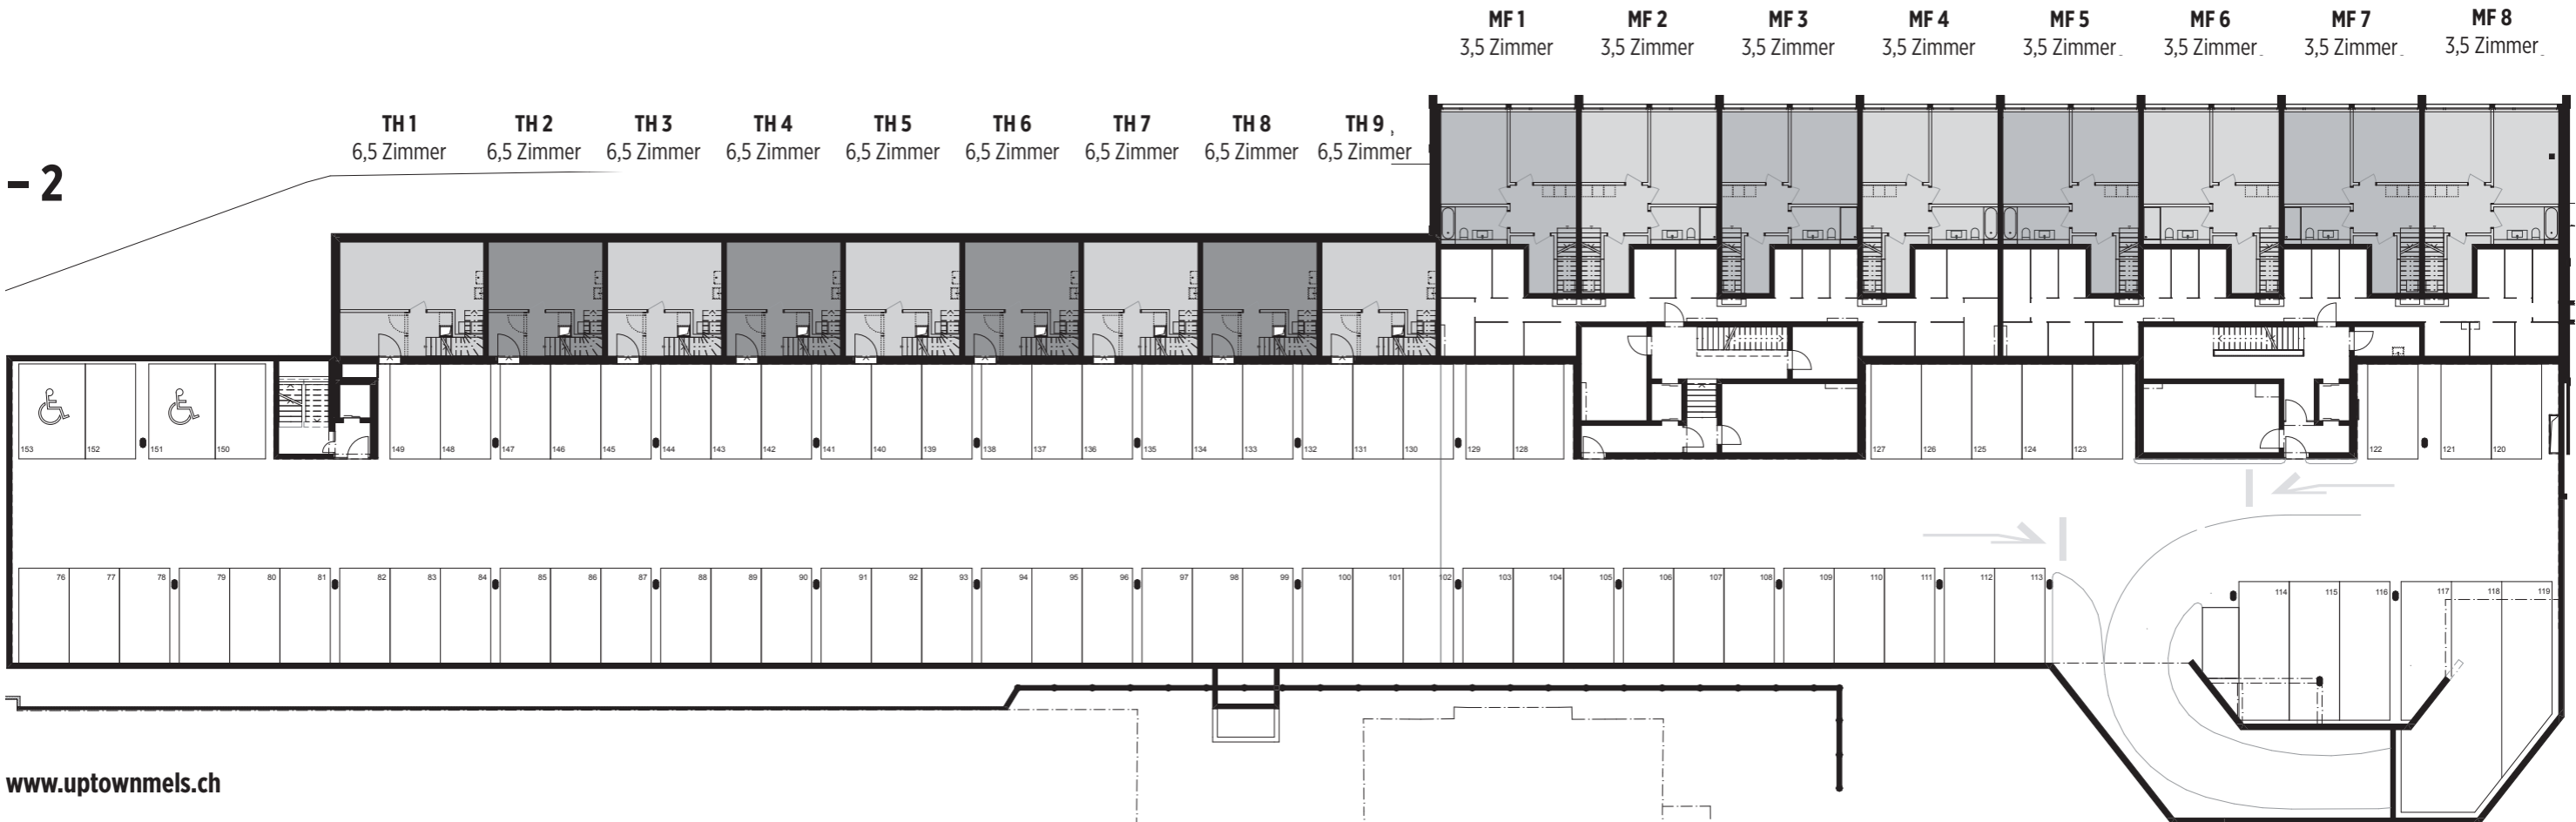 MF 1
3,5 Zimmer
MF 2
3,5 Zimmer
MF 3
3,5 Zimmer
MF 4
3,5 Zimmer
MF 5
3,5 Zimmer
MF 6
3,5 Zimmer
MF 7
3,5 Zimmer
MF 8
3,5 Zimmer
TH 1
6,5 Zimmer
TH 2
6,5 Zimmer
TH 3
6,5 Zimmer
TH 4
6,5 Zimmer
TH 5
6,5 Zimmer
TH 6
6,5 Zimmer
TH 7
6,5 Zimmer
TH 8
6,5 Zimmer
TH 9
6,5 Zimmer
– 2
153 152 151 150 149 148 147 146 145 144 143 142 141 140 139 138 137 136 135 134 133 132 131 130 129 128 127 126 125 124 123 122 121 120
76 77 78 79 80 81 82 83 84 85 86 87 88 89 90 91 92 93 94 95 96 97 98 99 100 101 102 103 104 105 106 107 108 109 110 111 112 113 114 115 116 117 118 119
www.uptownmels.ch